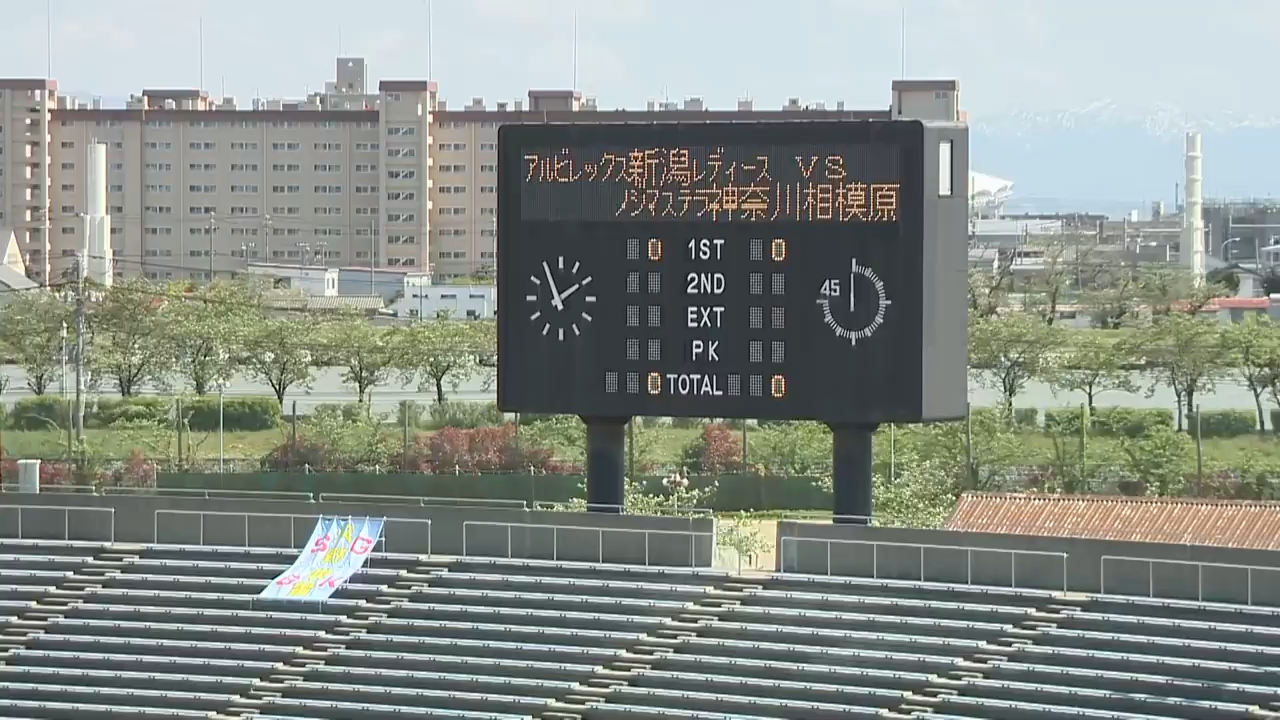 アルビレックス新潟レディース VS
ノジマステラ神奈川相模原
0 1ST 0
2ND
EXT
PK
0 TOTAL 0
45